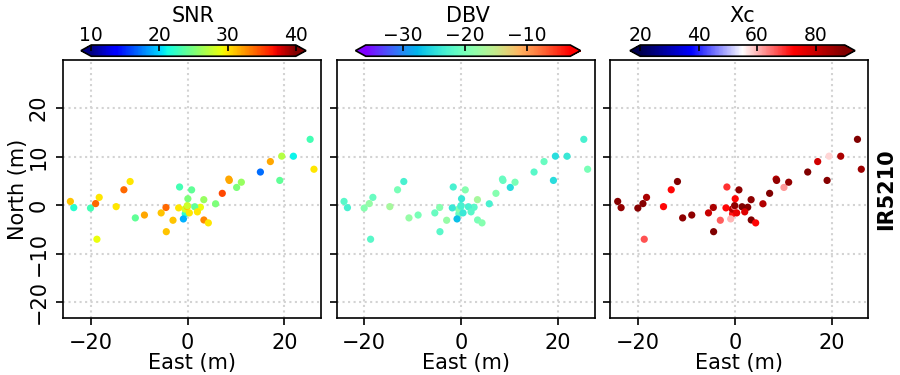 SNR DBV Xc
10 20 30 40 −30 −20 −10 20 40 60 80
20
10
0
−10
−20
North (m)
−20 0 20 −20 0 20 −20 0 20
East (m) East (m) East (m)
IR5210